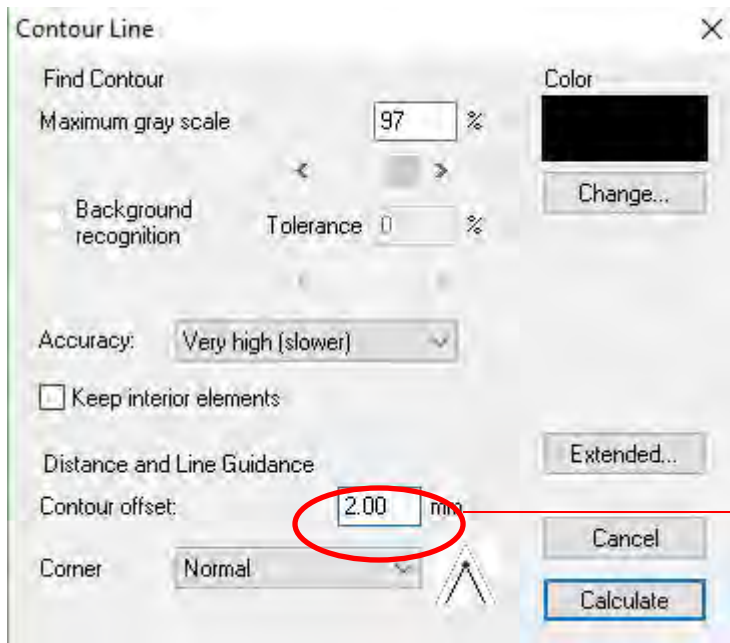 Contour Line
Find Contour
Color
Maximum gray scale 97 %
Change...
Background recognition
Tolerance 0 %
Accuracy: Very high (slower)
Keep interior elements
Extended...
Distance and Line Guidance
Contour offset: 2.00 mm
Cancel
Corner Normal
Calculate